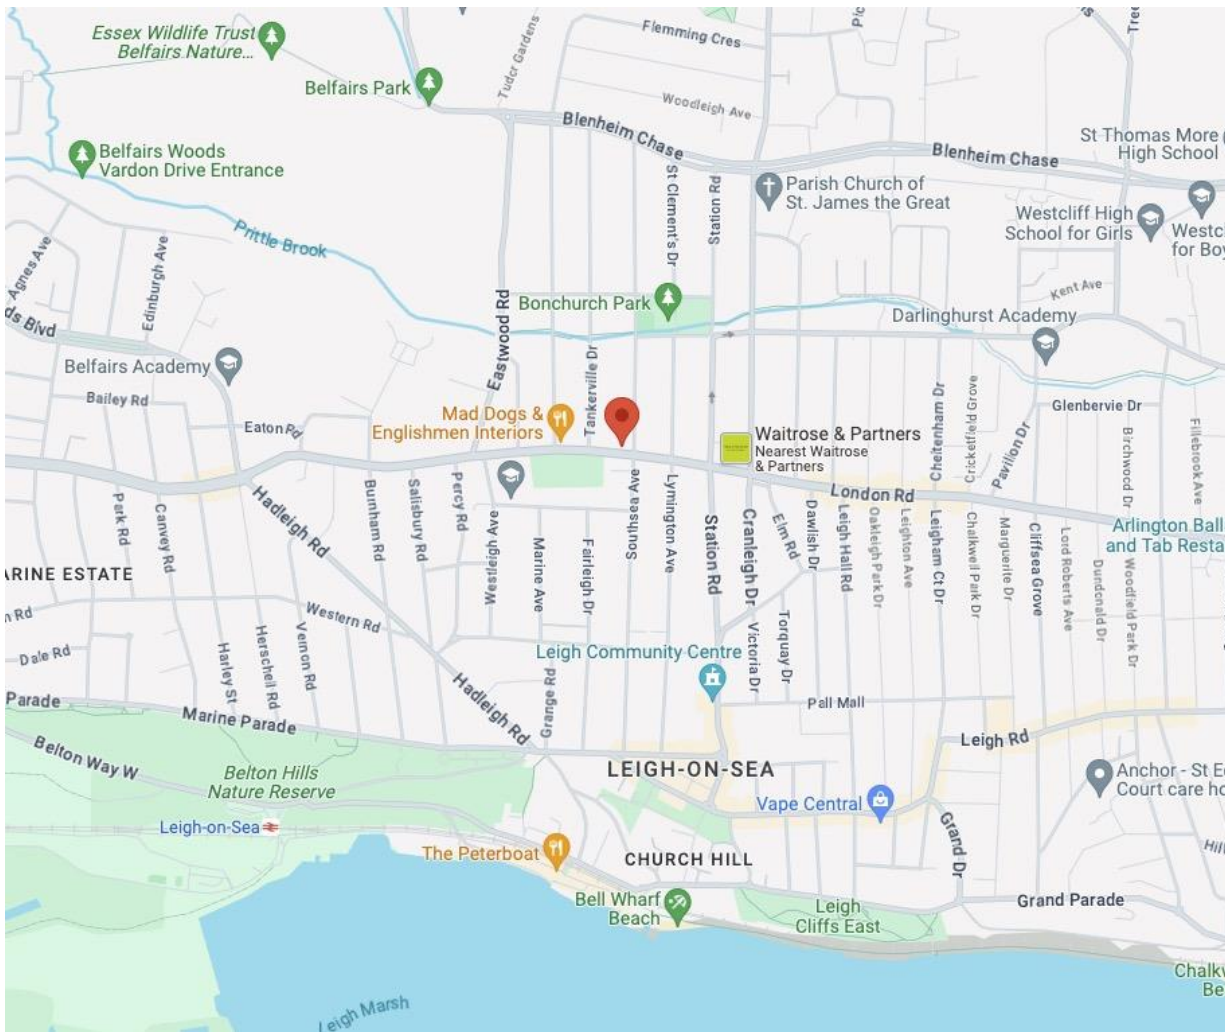 Essex Wildlife Trust
Belfairs Nature...
Belfairs Park
Tudor Gardens
Flemming Cres
Woodleigh Ave
Blenheim Chase
Blenheim Chase
St Thomas More
High School
Belfairs Woods
Vardon Drive Entrance
Parish Church of
St. James the Great
Westcliff High
School for Girls
Westcl
for Boy
St Clement's Dr
Station Rd
Prittle Brook
Agnes Ave
Edinburgh Ave
ds Blvd
Eastwood Rd
Bonchurch Park
Kent Ave
Darlinghurst Academy
Belfairs Academy
Bailey Rd
Eaton Rd
Tankerville Dr
Mad Dogs &
Englishmen Interiors
Waitrose & Partners
Nearest Waitrose
& Partners
Cheltenham Dr
Cricketfield Grove
Pavilion Dr
Glenbervie Dr
Birchwood Dr
Fillebrook Ave
London Rd
Hadleigh Rd
Park Rd
Canvey Rd
Burnham Rd
Salisbury Rd
Percy Rd
Westleigh Ave
Marine Ave
Fairleigh Dr
Southsea Ave
Lymington Ave
Station Rd
Cranleigh Dr
Elm Rd
Dawlish Dr
Leigh Hall Rd
Oakleigh Park Dr
Leighton Ave
Leigham Ct Dr
Chalkwell Park Dr
Marguerite Dr
Cliffsea Grove
Lord Roberts Ave
Dundonald Dr
Woodfield Park Dr
Arlington Ball
and Tab Resta
ARINE ESTATE
n Rd
Western Rd
Dale Rd
Harley St
Herschell Rd
Vernon Rd
Leigh Community Centre
Victoria Dr
Torquay Dr
Grange Rd
Hadleigh Rd
Parade
Marine Parade
Pall Mall
Leigh Rd
Belton Way W
Belton Hills
Nature Reserve
LEIGH-ON-SEA
Anchor - St E
Court care ho
Vape Central
Leigh-on-Sea
The Peterboat
CHURCH HILL
Grand Dr
Hill
Bell Wharf
Beach
Leigh
Cliffs East
Grand Parade
Chalkw
Be
Leigh Marsh